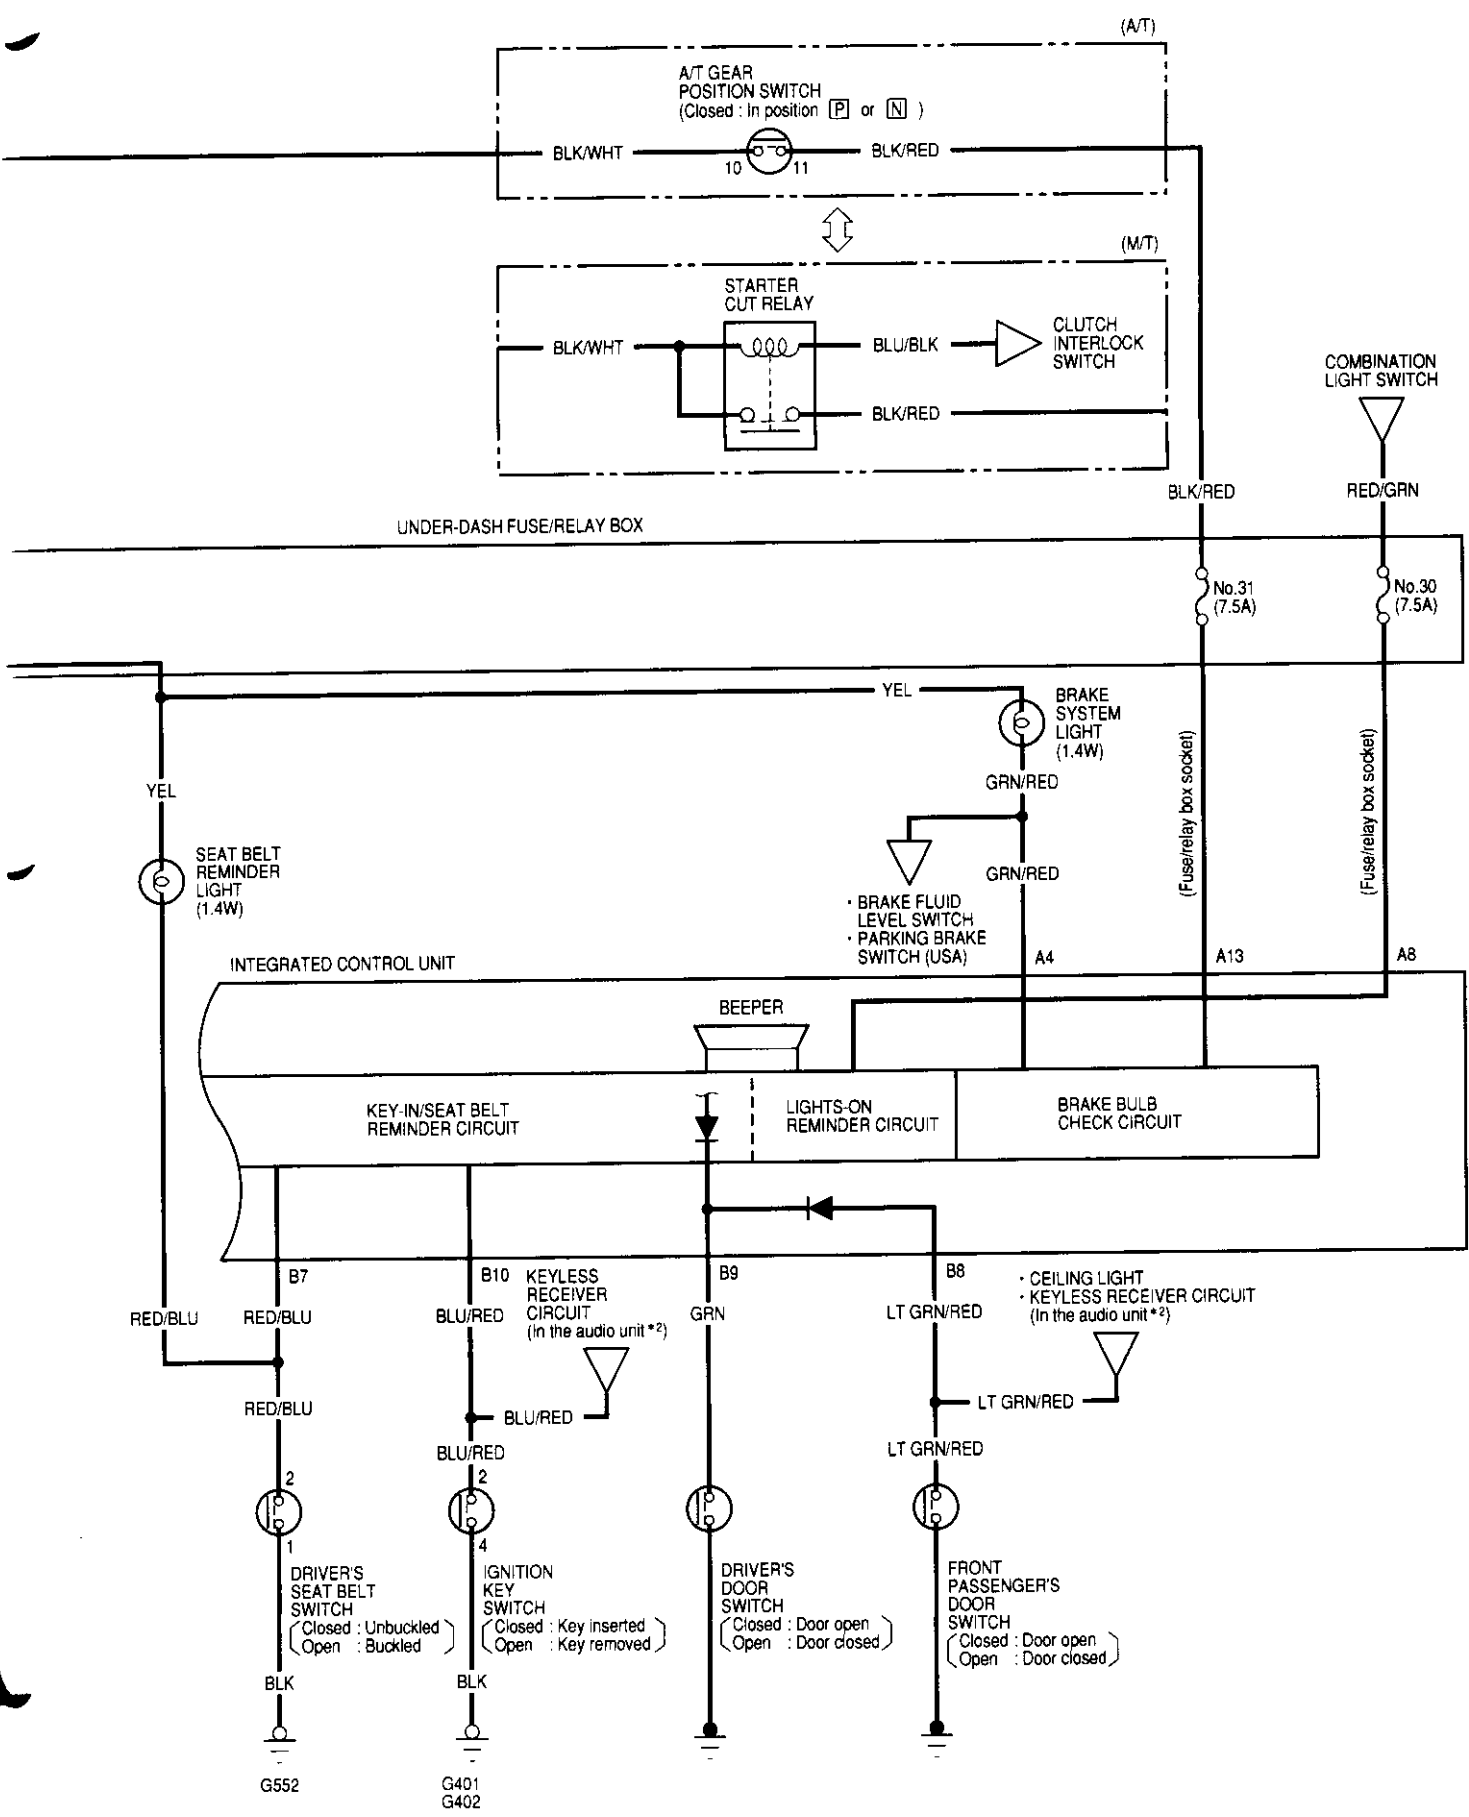 (A/T)
A/T GEAR
POSITION SWITCH
(Closed : In position P or N )
BLK/WHT
BLK/RED
10
11
(M/T)
STARTER
CUT RELAY
BLK/WHT
BLU/BLK
CLUTCH
INTERLOCK
SWITCH
BLK/RED
COMBINATION
LIGHT SWITCH
BLK/RED
RED/GRN
UNDER-DASH FUSE/RELAY BOX
No.31
(7.5A)
No.30
(7.5A)
YEL
BRAKE
SYSTEM
LIGHT
(1.4W)
(Fuse/relay box socket)
(Fuse/relay box socket)
GRN/RED
YEL
SEAT BELT
REMINDER
LIGHT
(1.4W)
GRN/RED
· BRAKE FLUID
LEVEL SWITCH
· PARKING BRAKE
SWITCH (USA)
A4
A13
A8
INTEGRATED CONTROL UNIT
BEEPER
KEY-IN/SEAT BELT
REMINDER CIRCUIT
LIGHTS-ON
REMINDER CIRCUIT
BRAKE BULB
CHECK CIRCUIT
B7
B10
B9
B8
KEYLESS
RECEIVER
CIRCUIT
(In the audio unit *2)
· CEILING LIGHT
· KEYLESS RECEIVER CIRCUIT
(In the audio unit *2)
RED/BLU
RED/BLU
BLU/RED
GRN
LT GRN/RED
RED/BLU
BLU/RED
LT GRN/RED
BLU/RED
LT GRN/RED
2
2
1
4
DRIVER'S
SEAT BELT
SWITCH
(Closed : Unbuckled)
(Open : Buckled)
IGNITION
KEY
SWITCH
(Closed : Key inserted)
(Open : Key removed)
DRIVER'S
DOOR
SWITCH
(Closed : Door open)
(Open : Door closed)
FRONT
PASSENGER'S
DOOR
SWITCH
(Closed : Door open)
(Open : Door closed)
BLK
BLK
G552
G401
G402